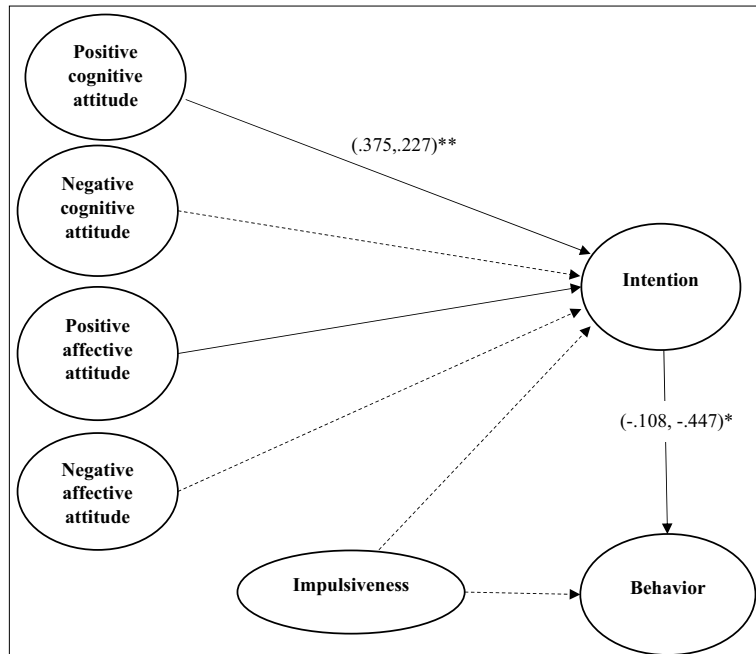 Positive
cognitive
attitude
(.375,.227)**
Negative
cognitive
attitude
Intention
Positive
affective
attitude
(-.108, -.447)*
Negative
affective
attitude
Impulsiveness
Behavior